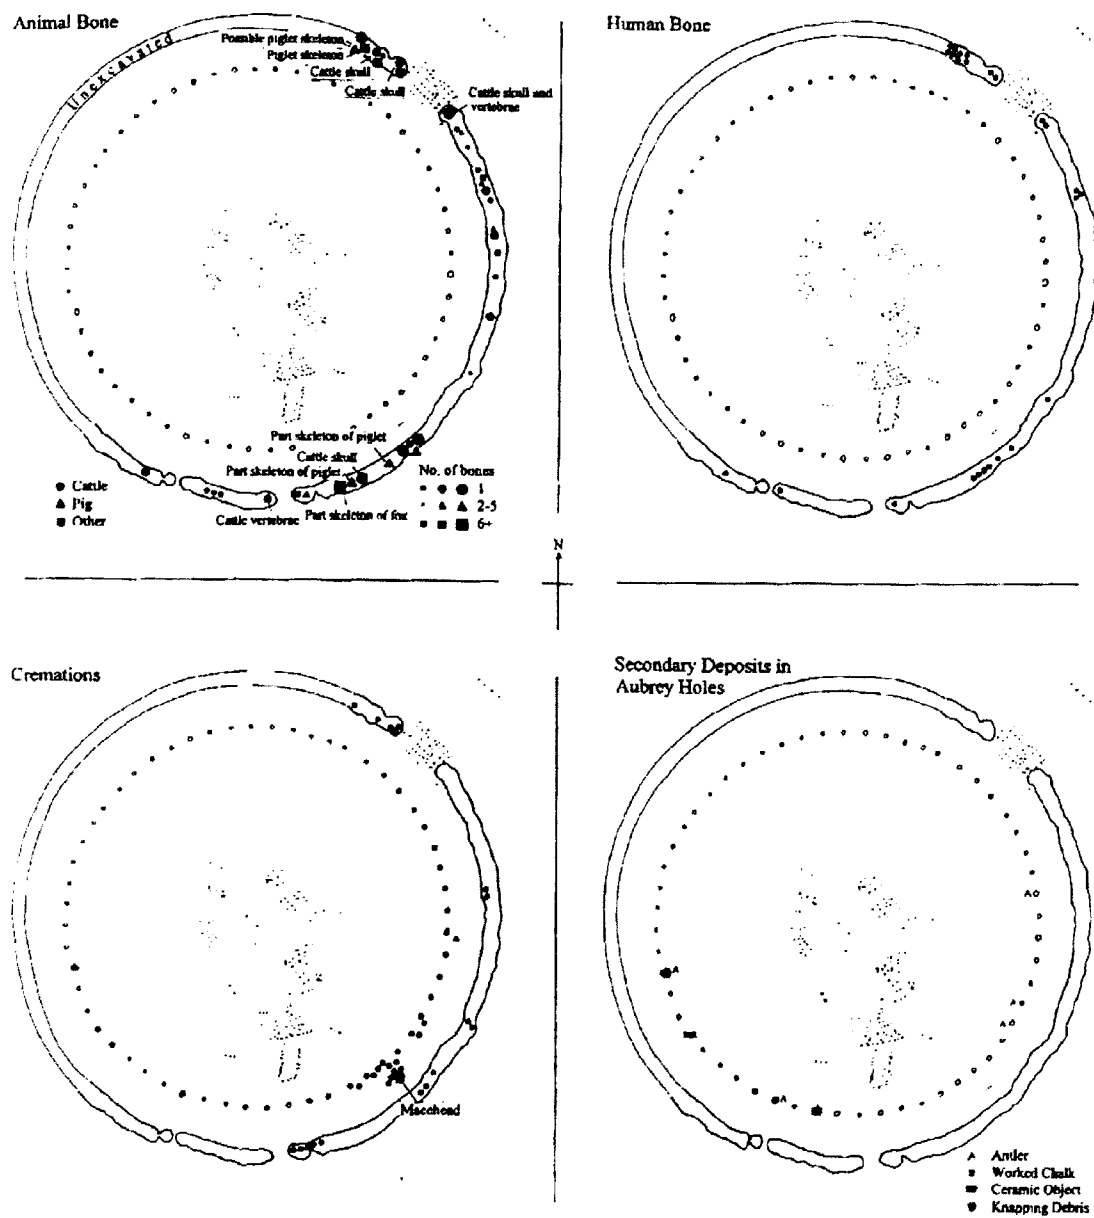 Animal Bone
Unexcavated
Possible piglet skeleton
Piglet skeleton
Cattle skull
Cattle skull
Cattle skull and
vertebrae
Part skeleton of piglet
Cattle skull
Part skeleton of piglet
Part skeleton of fox
Cattle vertebrae
Cattle
Pig
Other
No. of bones
1
2-5
6+
Human Bone
N
Cremations
Macehead
Secondary Deposits in
Aubrey Holes
Antler
Worked Chalk
Ceramic Object
Knapping Debris